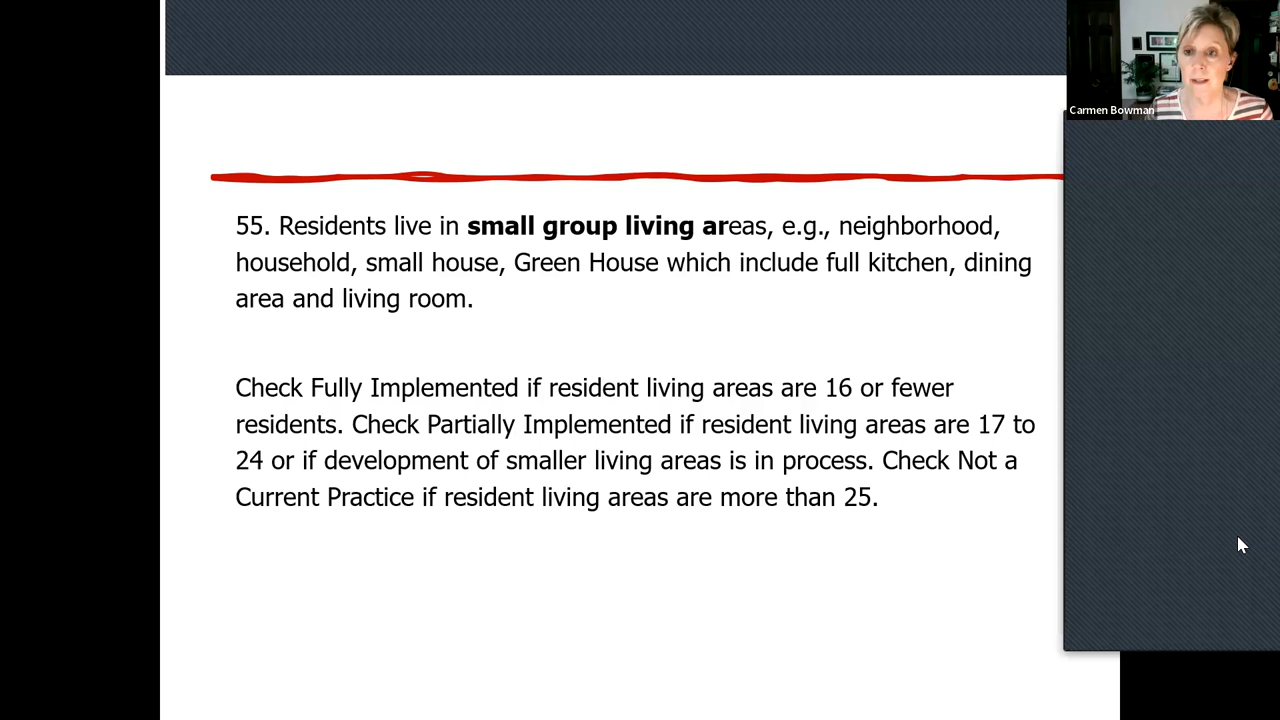 Carmen Bowman
55. Residents live in small group living areas, e.g., neighborhood,
household, small house, Green House which include full kitchen, dining
area and living room.
Check Fully Implemented if resident living areas are 16 or fewer
residents. Check Partially Implemented if resident living areas are 17 to
24 or if development of smaller living areas is in process. Check Not a
Current Practice if resident living areas are more than 25.